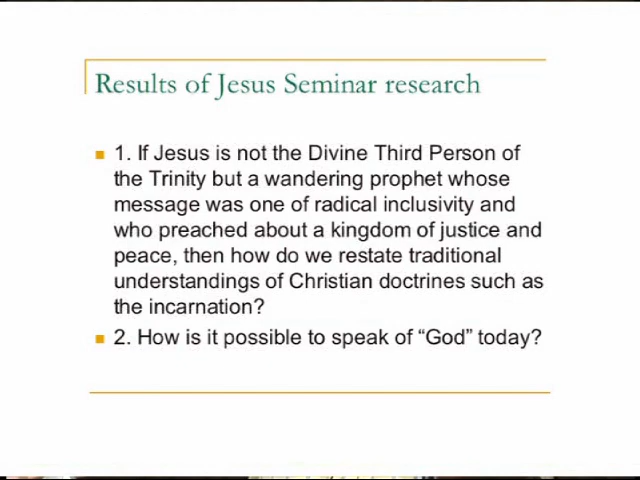 Results of Jesus Seminar research
1. If Jesus is not the Divine Third Person of
the Trinity but a wandering prophet whose
message was one of radical inclusivity and
who preached about a kingdom of justice and
peace, then how do we restate traditional
understandings of Christian doctrines such as
the incarnation?
2. How is it possible to speak of “God” today?